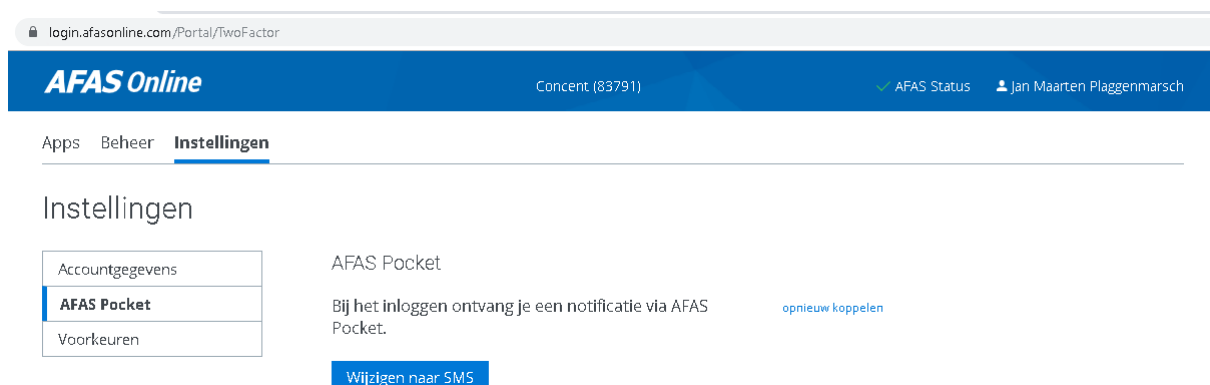 login.afasonline.com/Portal/TwoFactor
AFAS Online
Concent (83791)
AFAS Status
Jan Maarten Plaggenmarsch
Apps Beheer Instellingen
Instellingen
Accountgegevens
AFAS Pocket
Voorkeuren
AFAS Pocket
Bij het inloggen ontvang je een notificatie via AFAS
Pocket.
opnieuw koppelen
Wijzigen naar SMS